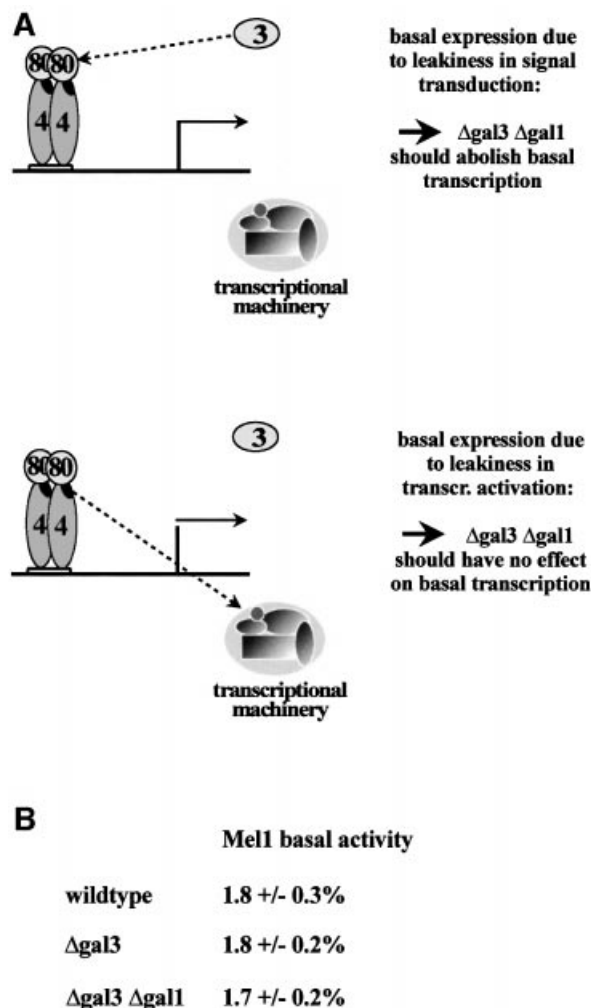 A
3
80 80
4 4
basal expression due
to leakiness in signal
transduction:
Δgal3 Δgal1
should abolish basal
transcription
transcriptional
machinery
3
80 80
4 4
basal expression due
to leakiness in
transcr. activation:
Δgal3 Δgal1
should have no effect
on basal transcription
transcriptional
machinery
B
Mel1 basal activity
wildtype 1.8 +/- 0.3%
Δgal3 1.8 +/- 0.2%
Δgal3 Δgal1 1.7 +/- 0.2%